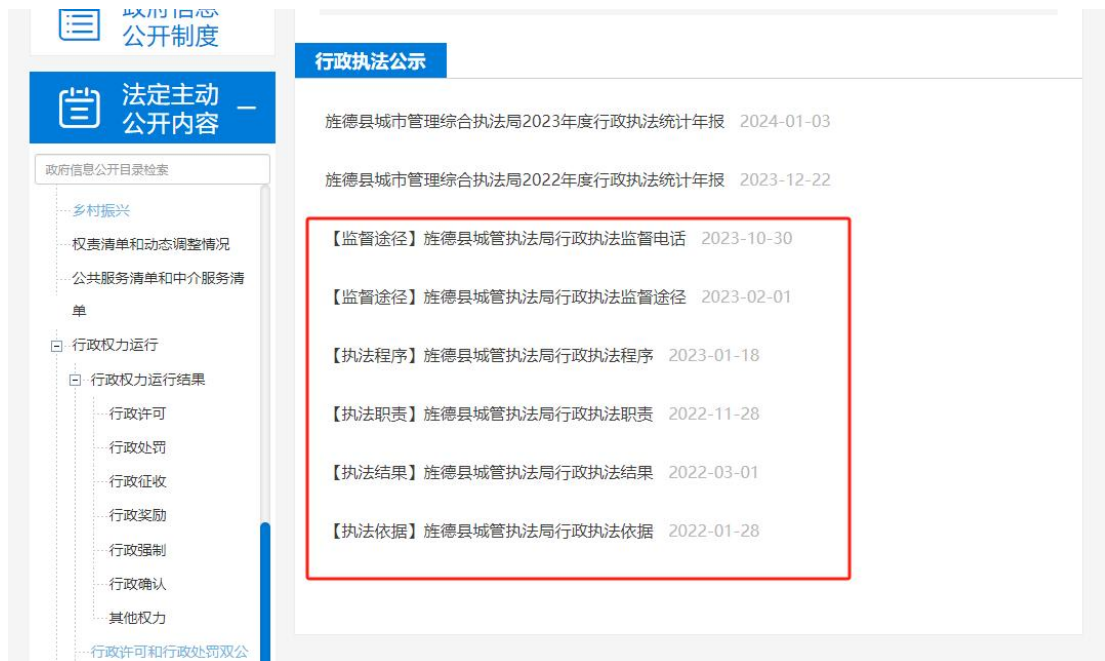 政府信息
公开制度
法定主动
公开内容
政府信息公开目录检索
乡村振兴
权责清单和动态调整情况
公共服务清单和中介服务清
单
行政权力运行
行政权力运行结果
行政许可
行政处罚
行政征收
行政奖励
行政强制
行政确认
其他权力
行政许可和行政处罚双公
行政执法公示
旌德县城市管理综合执法局2023年度行政执法统计年报 2024-01-03
旌德县城市管理综合执法局2022年度行政执法统计年报 2023-12-22
【监督途径】旌德县城管执法局行政执法监督电话 2023-10-30
【监督途径】旌德县城管执法局行政执法监督途径 2023-02-01
【执法程序】旌德县城管执法局行政执法程序 2023-01-18
【执法职责】旌德县城管执法局行政执法职责 2022-11-28
【执法结果】旌德县城管执法局行政执法结果 2022-03-01
【执法依据】旌德县城管执法局行政执法依据 2022-01-28